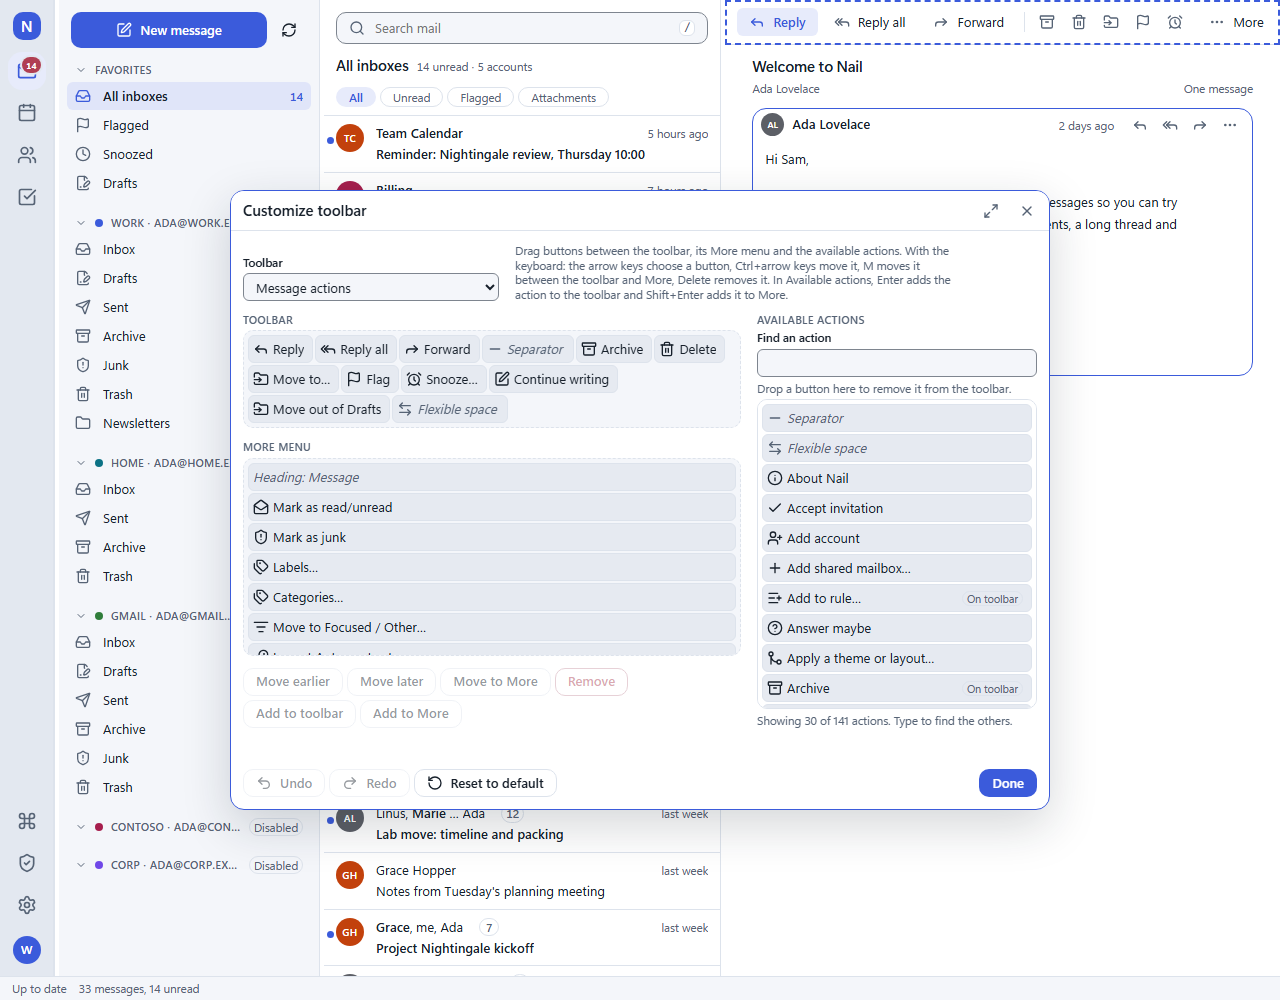 N
New message
Search mail
/
Reply
Reply all
Forward
More
14
FAVORITES
All inboxes
14
Flagged
Snoozed
Drafts
WORK · ADA@WORK.E
Inbox
Drafts
Sent
Archive
Junk
Trash
Newsletters
HOME · ADA@HOME.E
Inbox
Sent
Archive
Trash
GMAIL · ADA@GMAIL...
Inbox
Drafts
Sent
Archive
Junk
Trash
CONTOSO · ADA@CON...
Disabled
CORP · ADA@CORP.EX...
Disabled
W
All inboxes
14 unread · 5 accounts
All
Unread
Flagged
Attachments
TC
Team Calendar
5 hours ago
Reminder: Nightingale review, Thursday 10:00
Billing
7 hours ago
Welcome to Nail
Ada Lovelace
One message
AL
Ada Lovelace
2 days ago
Hi Sam,
essages so you can try
nts, a long thread and
Customize toolbar
Toolbar
Message actions
Drag buttons between the toolbar, its More menu and the available actions. With the
keyboard: the arrow keys choose a button, Ctrl+arrow keys move it, M moves it
between the toolbar and More, Delete removes it. In Available actions, Enter adds the
action to the toolbar and Shift+Enter adds it to More.
TOOLBAR
Reply
Reply all
Forward
Separator
Archive
Delete
Move to...
Flag
Snooze...
Continue writing
Move out of Drafts
Flexible space
MORE MENU
Heading: Message
Mark as read/unread
Mark as junk
Labels...
Categories...
Move to Focused / Other...
Move earlier
Move later
Move to More
Remove
Add to toolbar
Add to More
AVAILABLE ACTIONS
Find an action
Drop a button here to remove it from the toolbar.
Separator
Flexible space
About Nail
Accept invitation
Add account
Add shared mailbox...
Add to rule...
On toolbar
Answer maybe
Apply a theme or layout...
Archive
On toolbar
Showing 30 of 141 actions. Type to find the others.
Undo
Redo
Reset to default
Done
AL
Linus, Marie ... Ada
12
last week
Lab move: timeline and packing
GH
Grace Hopper
last week
Notes from Tuesday's planning meeting
GH
Grace, me, Ada
7
last week
Project Nightingale kickoff
Up to date
33 messages, 14 unread